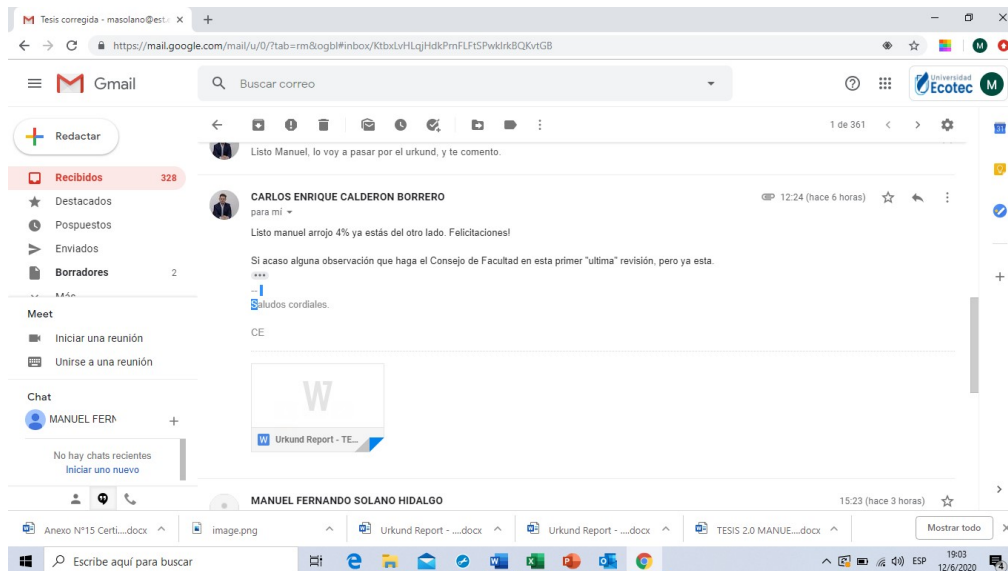 Tesis corregida - masolano@est
https://mail.google.com/mail/u/0/?tab=rm&ogbl#inbox/KtbxLvHLqjHdkPrnFLFtSPwkIrkBQKvtGB
M
Gmail
Buscar correo
Universidad
Ecotec
M
Redactar
1 de 361
31
Listo Manuel, lo voy a pasar por el urkund, y te comento.
Recibidos 328
Destacados
Pospuestos
Enviados
Borradores 2
Más
CARLOS ENRIQUE CALDERON BORRERO
12:24 (hace 6 horas)
para mí
Listo manuel arrojo 4% ya estás del otro lado. Felicitaciones!
Si acaso alguna observación que haga el Consejo de Facultad en esta primer "ultima" revisión, pero ya esta.
--
Saludos cordiales.
CE
Meet
Iniciar una reunión
Unirse a una reunión
Chat
MANUEL FERN
No hay chats recientes
Iniciar uno nuevo
W
W Urkund Report - TE...
MANUEL FERNANDO SOLANO HIDALGO
15:23 (hace 3 horas)
Anexo N°15 Certi....docx
image.png
Urkund Report - ....docx
Urkund Report - ....docx
TESIS 2.0 MANUE....docx
Mostrar todo
Escribe aquí para buscar
ESP
19:03
12/6/2020